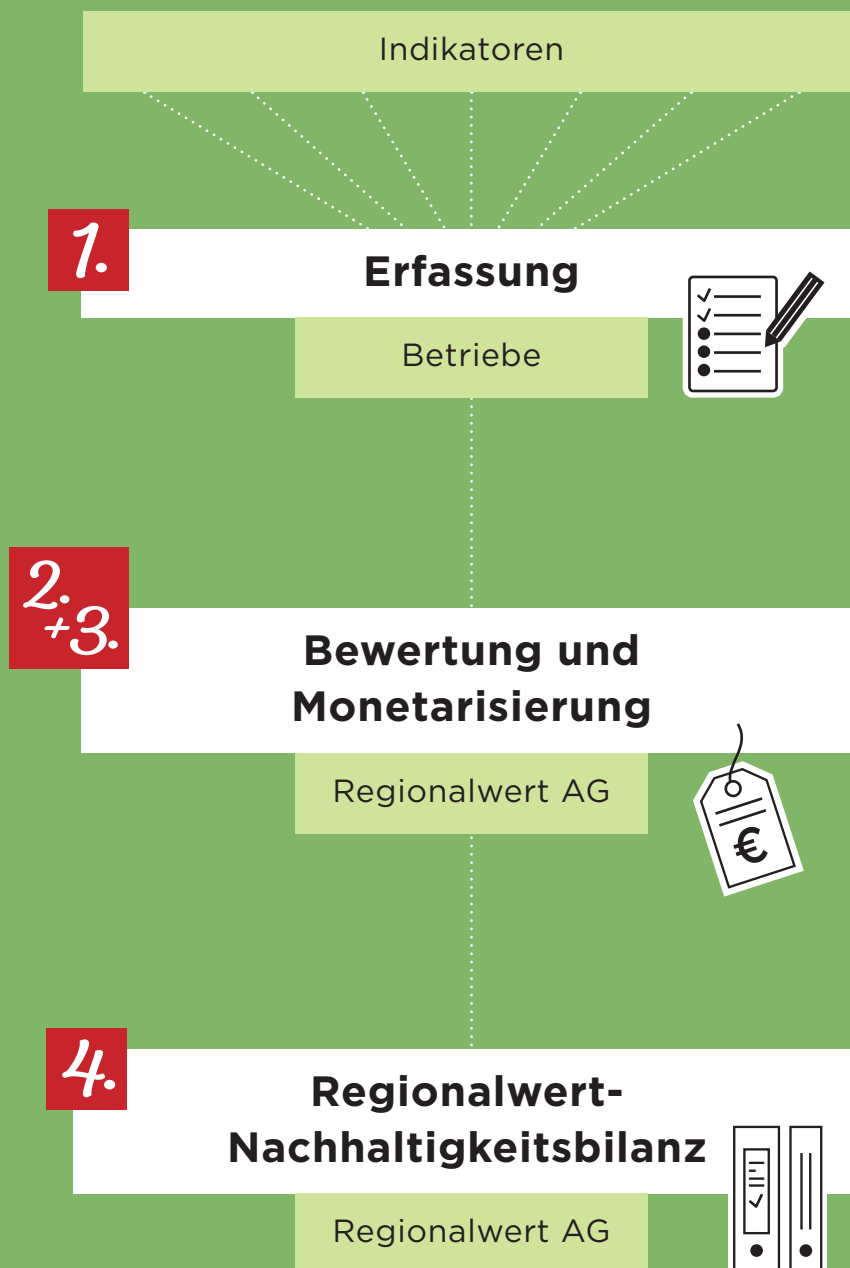 Indikatoren
1.
Erfassung
Betriebe
2.
+3.
Bewertung und
Monetarisierung
Regionalwert AG
€
4.
Regionalwert-
Nachhaltigkeitsbilanz
Regionalwert AG